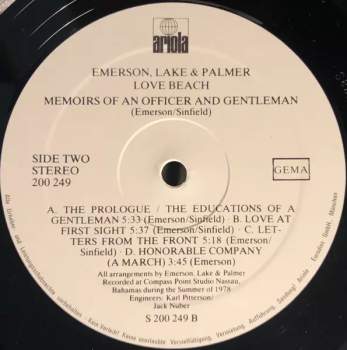 ariola
EMERSON, LAKE & PALMER
LOVE BEACH
MEMOIRS OF AN OFFICER AND GENTLEMAN
(Emerson/Sinfield)
SIDE TWO
STEREO
200 249
GEMA
A. THE PROLOGUE / THE EDUCATIONS OF A
GENTLEMAN 5:33 (Emerson/Sinfield) · B. LOVE AT
FIRST SIGHT 5:37 (Emerson/Sinfield) · C. LET-
TERS FROM THE FRONT 5:18 (Emerson/
Sinfield) · D. HONORABLE COMPANY
(A MARCH) 3:45 (Emerson)
All arrangements by Emerson, Lake & Palmer
Recorded at Compass Point Studio Nassau,
Bahamas during the Summer of 1978
Engineers: Karl Pitterson/
Jack Nuber
S 200 249 B